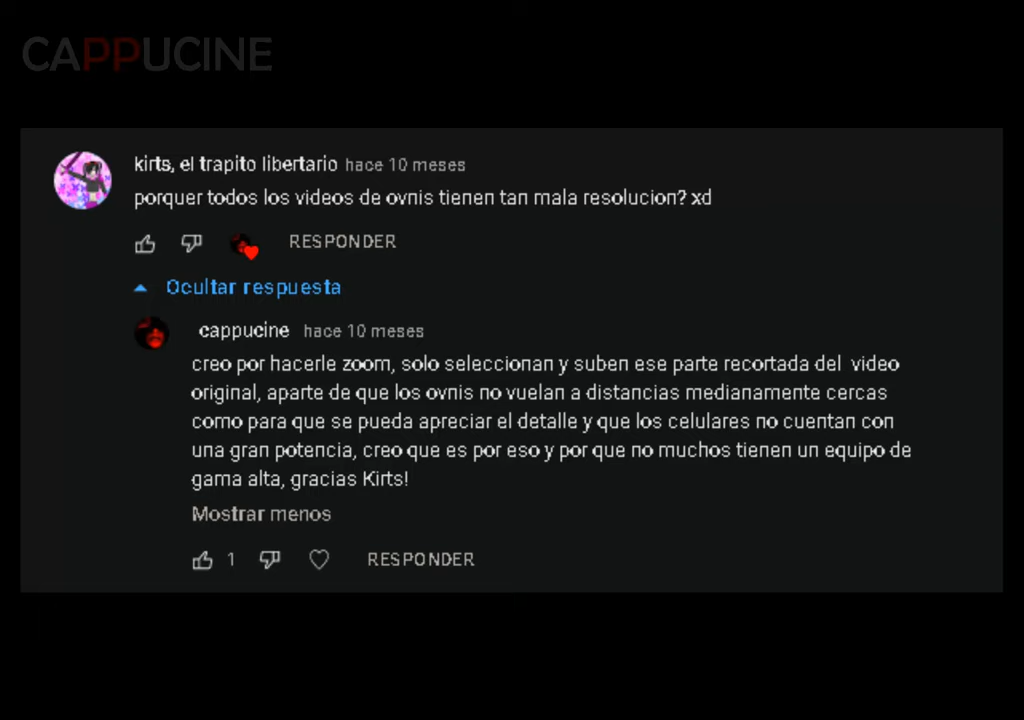 CAPPUCINE
kirts, el trapito libertario hace 10 meses
porquer todos los videos de ovnis tienen tan mala resolucion? xd
RESPONDER
Ocultar respuesta
cappucine hace 10 meses
creo por hacerle zoom, solo seleccionan y suben ese parte recortada del video
original, aparte de que los ovnis no vuelan a distancias medianamente cercas
como para que se pueda apreciar el detalle y que los celulares no cuentan con
una gran potencia, creo que es por eso y por que no muchos tienen un equipo de
gama alta, gracias Kirts!
Mostrar menos
1 RESPONDER